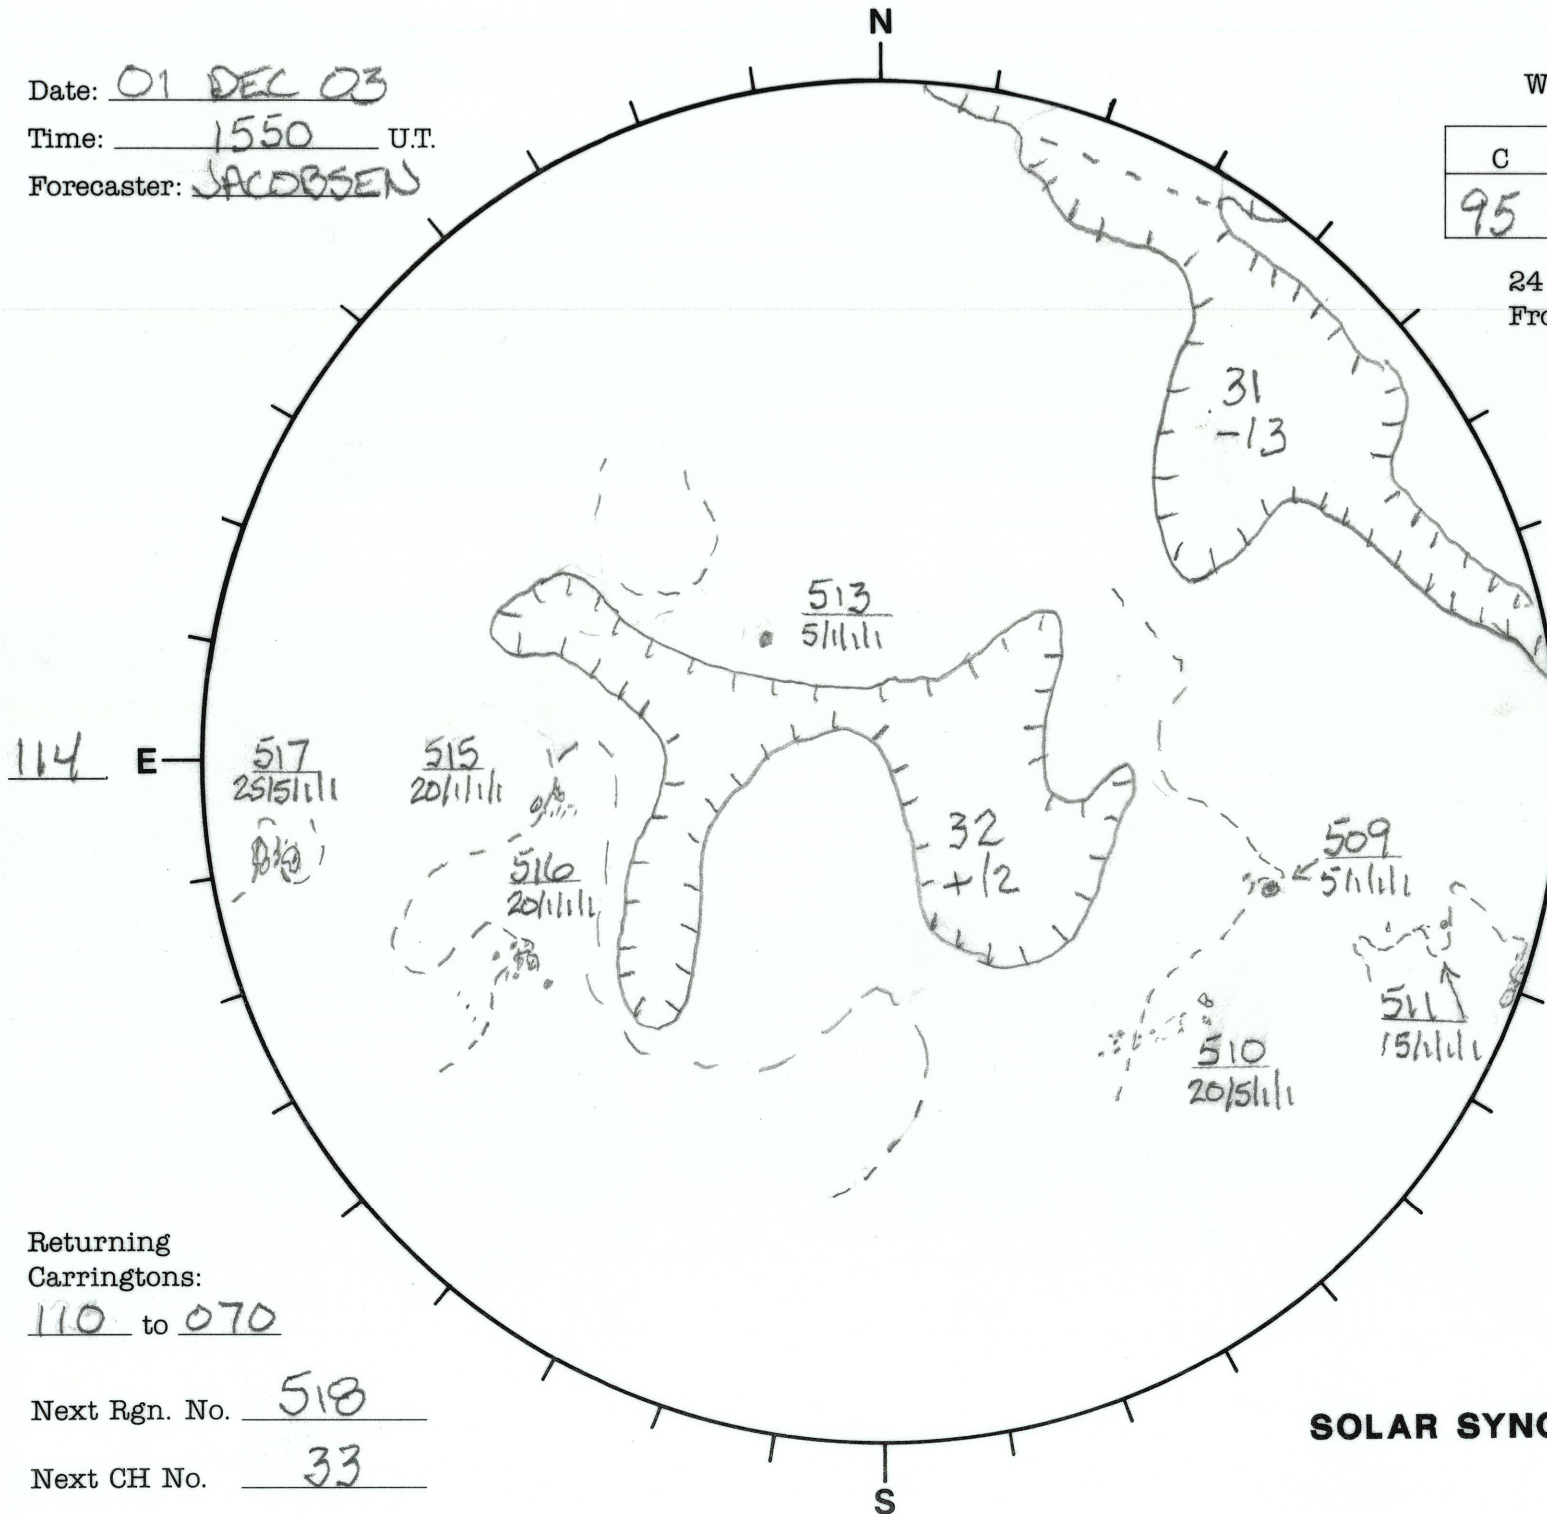 N
Date: 01 DEC 03
Time: 1550 U.T.
Forecaster: JACOBSEN
W
C
95
24
Fro
31
-13
513
5/1/1/1
114 E
517
25/5/1/1
515
20/1/1/1
516
20/1/1/1
32
+12
509
5/1/1/1
511
15/1/1/1
510
20/5/1/1
Returning
Carringtons:
110 to 070
Next Rgn. No. 518
Next CH No. 33
SOLAR SYNO
S